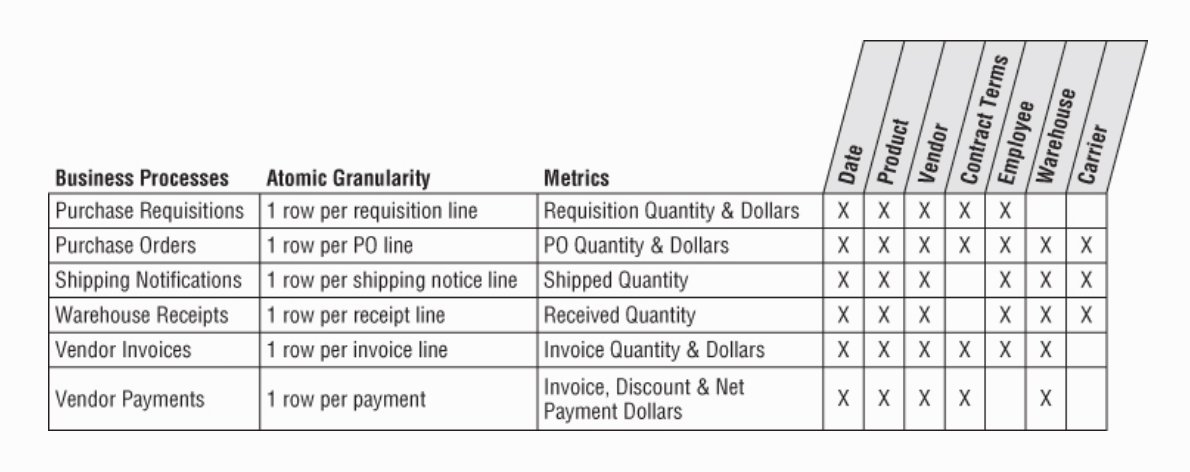 Business Processes Atomic Granularity Metrics Date Product Vendor Contract Terms Employee Warehouse Carrier
Purchase Requisitions 1 row per requisition line Requisition Quantity & Dollars X X X X X
Purchase Orders 1 row per PO line PO Quantity & Dollars X X X X X X X
Shipping Notifications 1 row per shipping notice line Shipped Quantity X X X X X X
Warehouse Receipts 1 row per receipt line Received Quantity X X X X X X
Vendor Invoices 1 row per invoice line Invoice Quantity & Dollars X X X X X X
Vendor Payments 1 row per payment Invoice, Discount & Net
Payment Dollars X X X X X